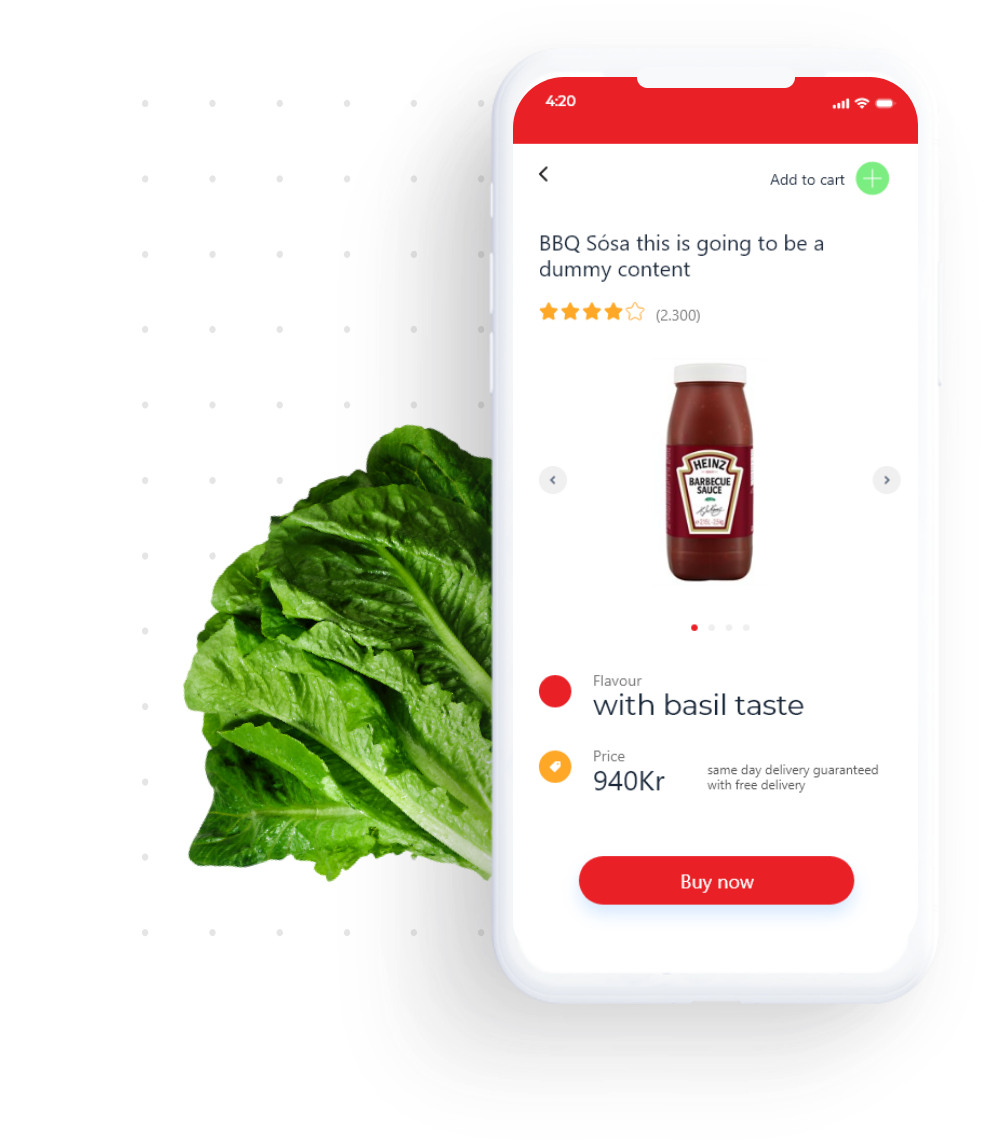 4:20
Add to cart
BBQ Sósa this is going to be a
dummy content
(2.300)
HEINZ
BARBECUE
SAUCE
Flavour
with basil taste
Price
940Kr
same day delivery guaranteed
with free delivery
Buy now